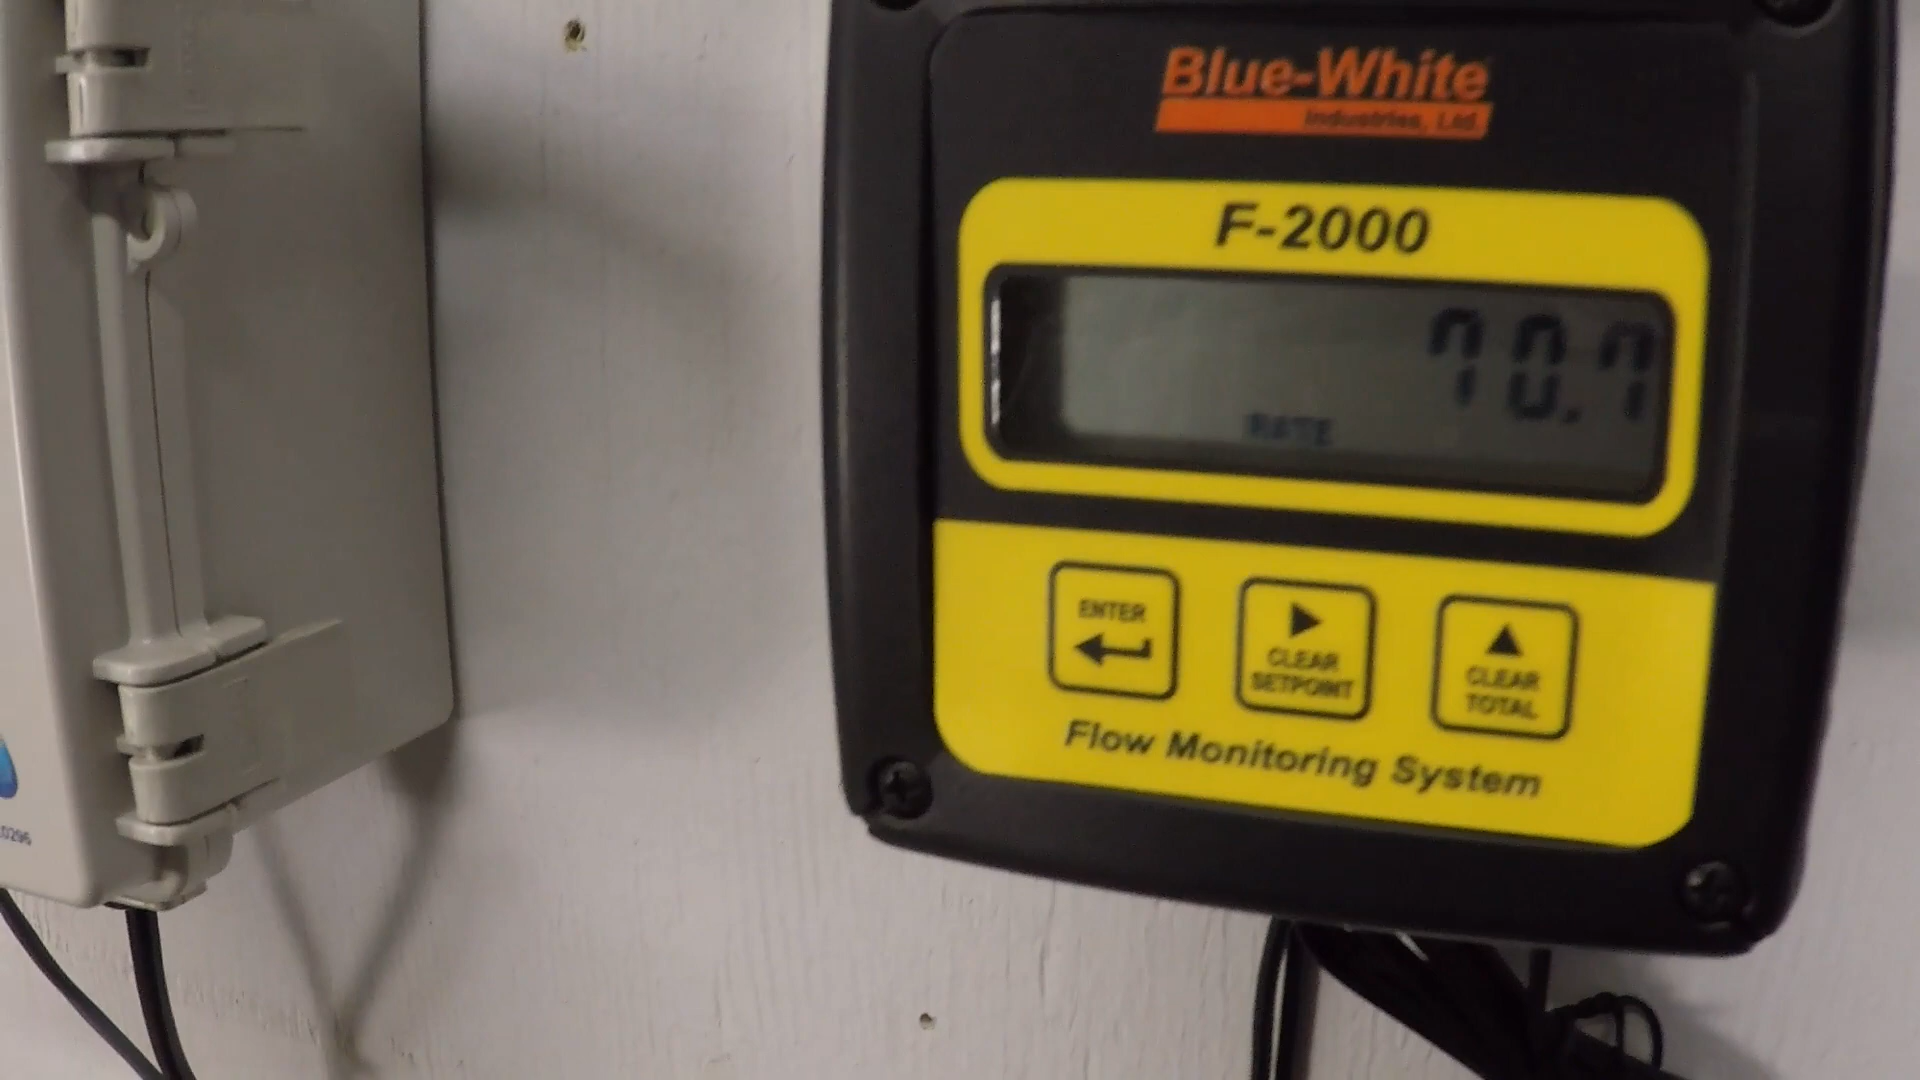 Blue-White
Industries, Ltd.
F-2000
70.7
RATE
ENTER
CLEAR
SETPOINT
CLEAR
TOTAL
Flow Monitoring System